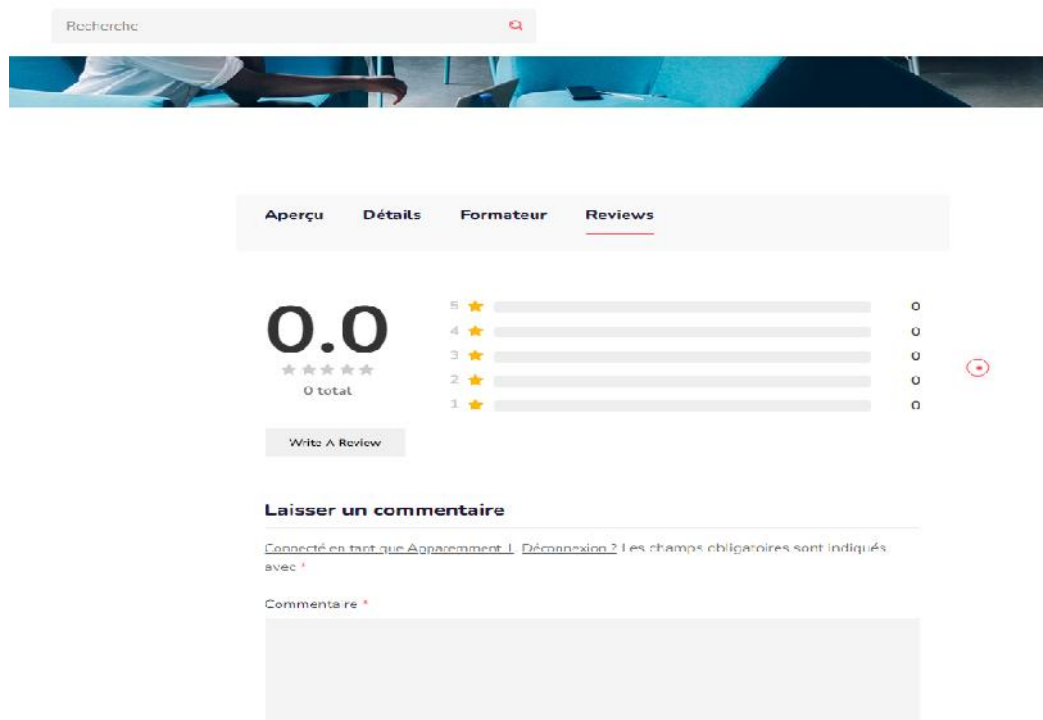 Recherche
Aperçu Détails Formateur Reviews
0.0
0 total
5 0
4 0
3 0
2 0
1 0
Write A Review
Laisser un commentaire
Connecté en tant que Apparemment 1. Déconnexion ? Les champs obligatoires sont indiqués
avec *
Commentaire *